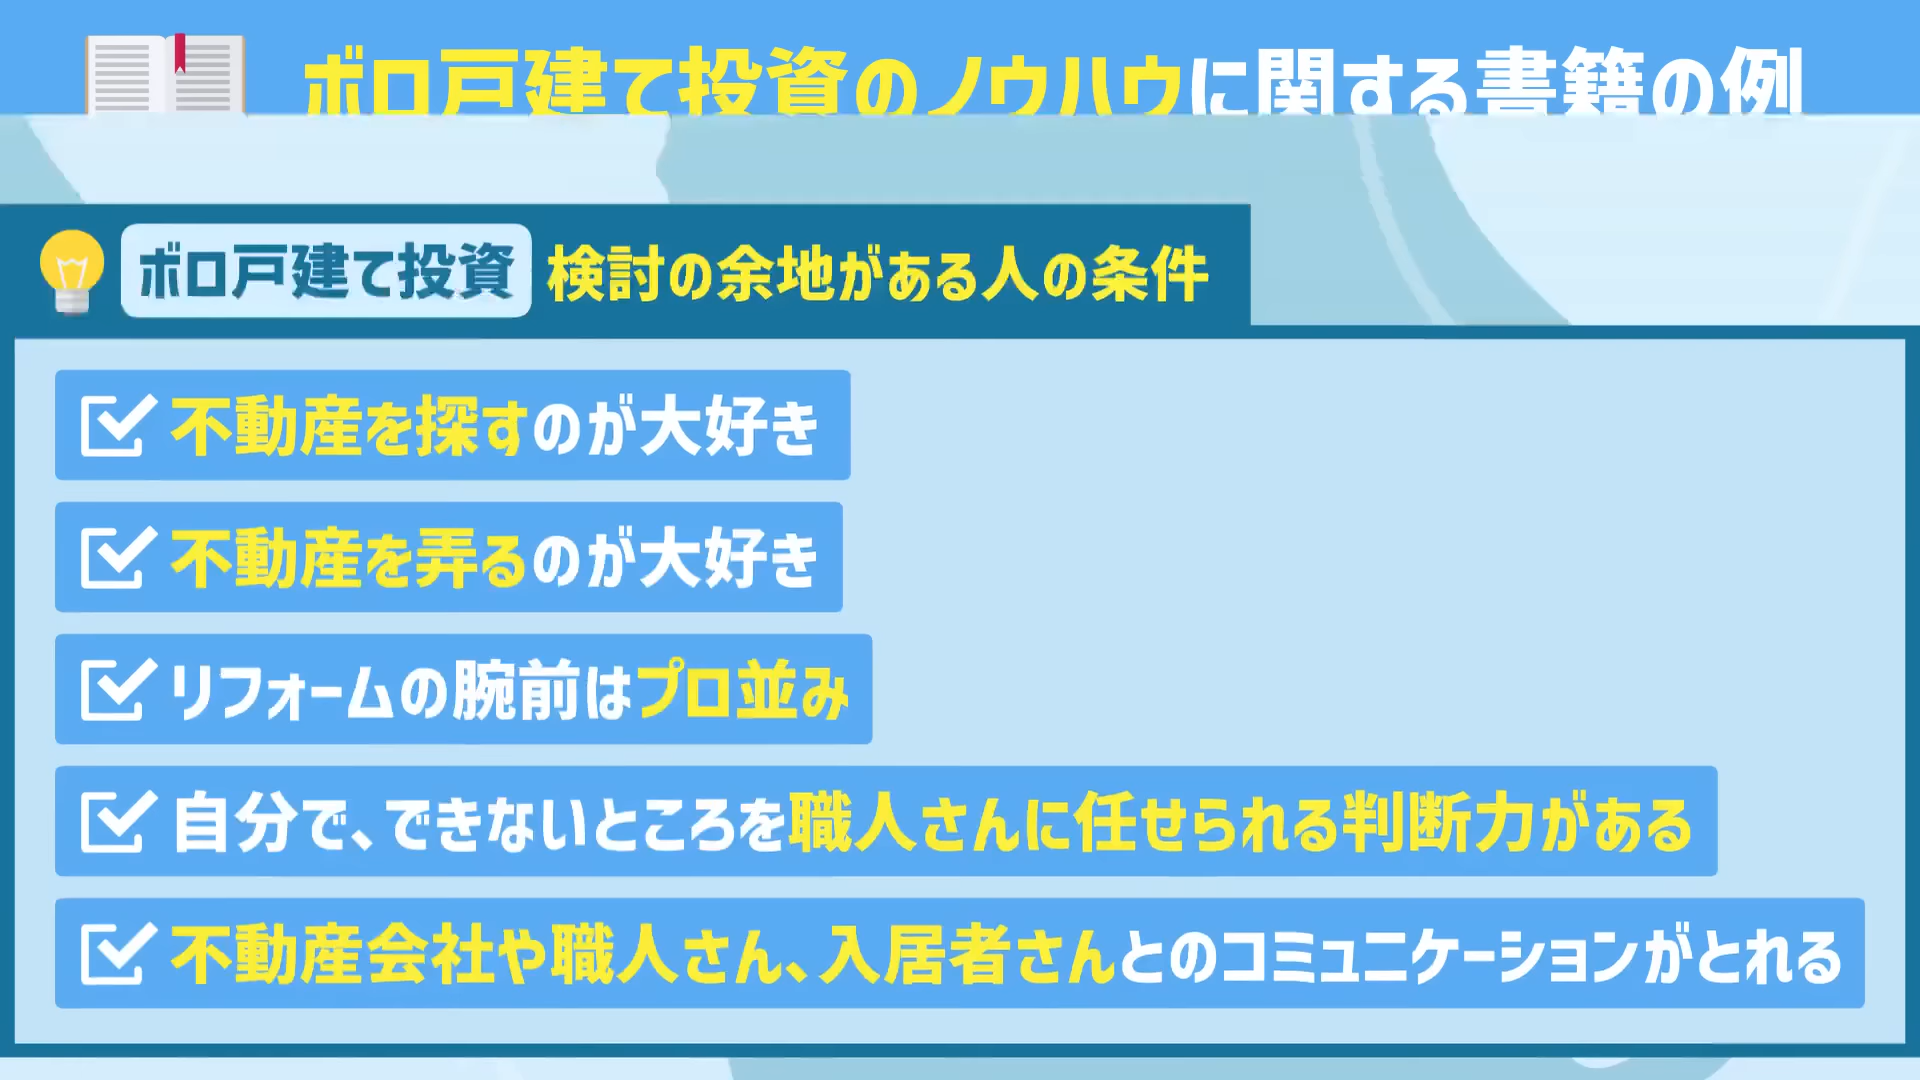 ボロ戸建て投資のノウハウに関する書籍の例
ボロ戸建て投資 検討の余地がある人の条件
不動産を探すのが大好き
不動産を弄るのが大好き
リフォームの腕前はプロ並み
自分で、できないところを職人さんに任せられる判断力がある
不動産会社や職人さん、入居者さんとのコミュニケーションがとれる